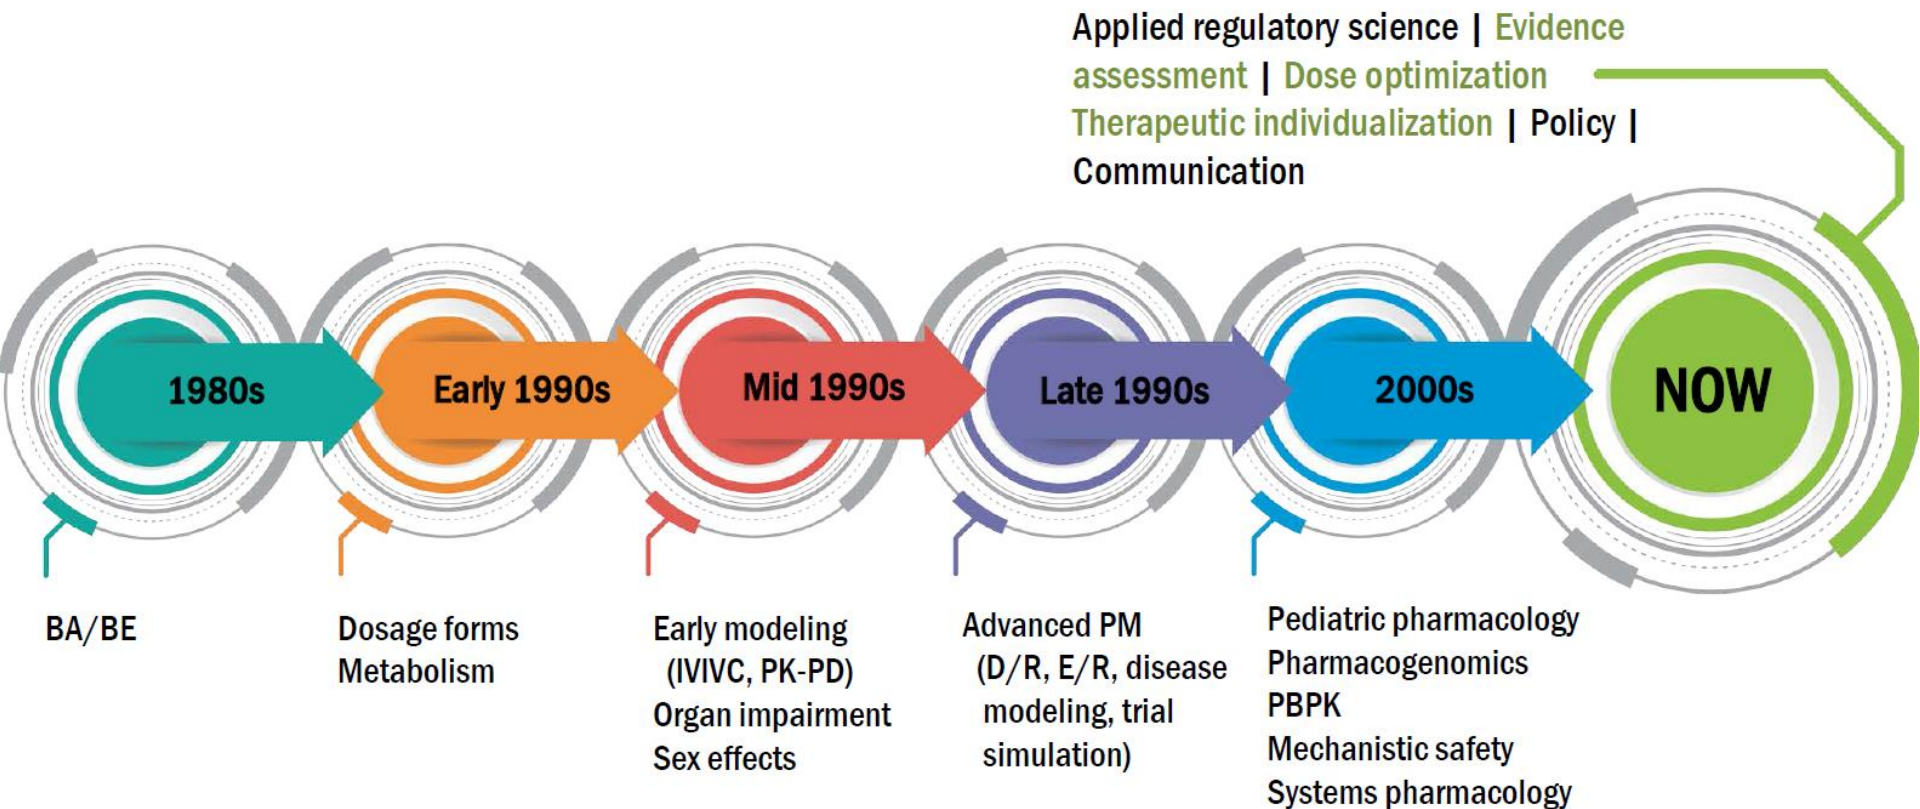 Applied regulatory science | Evidence
assessment | Dose optimization
Therapeutic individualization | Policy |
Communication
1980s
Early 1990s
Mid 1990s
Late 1990s
2000s
NOW
BA/BE
Dosage forms
Metabolism
Early modeling
(IVIVC, PK-PD)
Organ impairment
Sex effects
Advanced PM
(D/R, E/R, disease
modeling, trial
simulation)
Pediatric pharmacology
Pharmacogenomics
PBPK
Mechanistic safety
Systems pharmacology